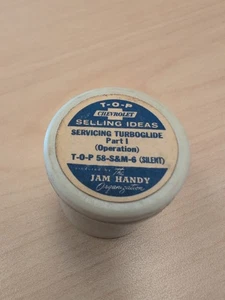 T-O-P
CHEVROLET
SELLING IDEAS
SERVICING TURBOGLIDE
Part I
(Operation)
T-O-P 58-S&M-6 (SILENT)
The
JAM HANDY
Organization